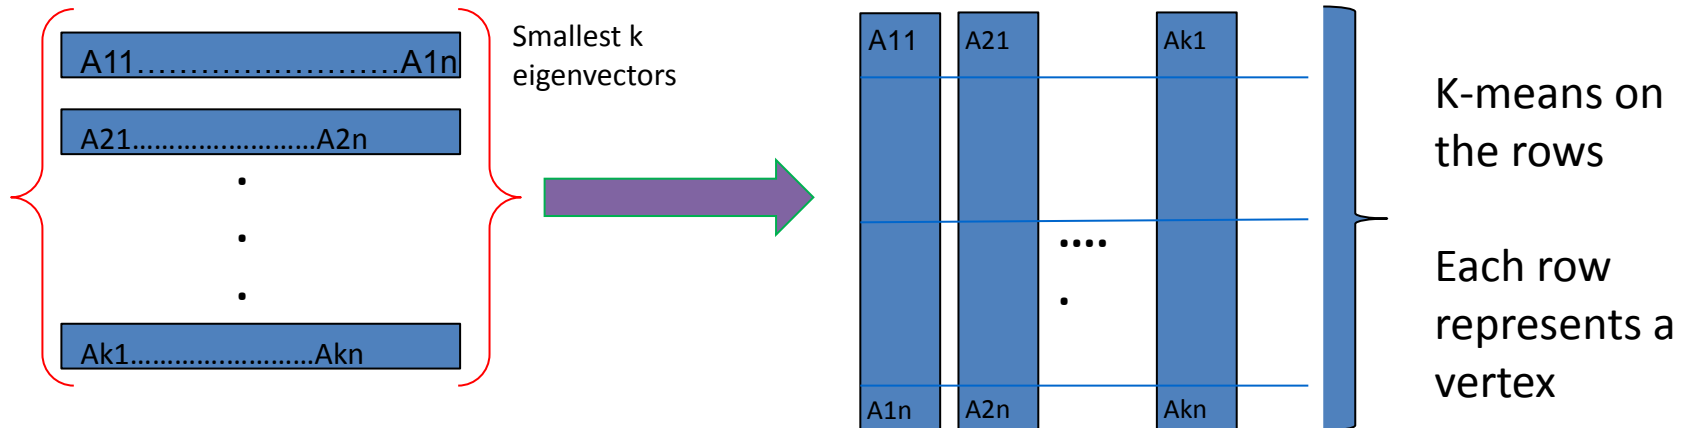 A11……………………A1n
Smallest k
eigenvectors
A21……………………A2n
.
.
.
Ak1……………………Akn
A11
A21
Ak1
....
.
A1n
A2n
Akn
K-means on
the rows
Each row
represents a
vertex